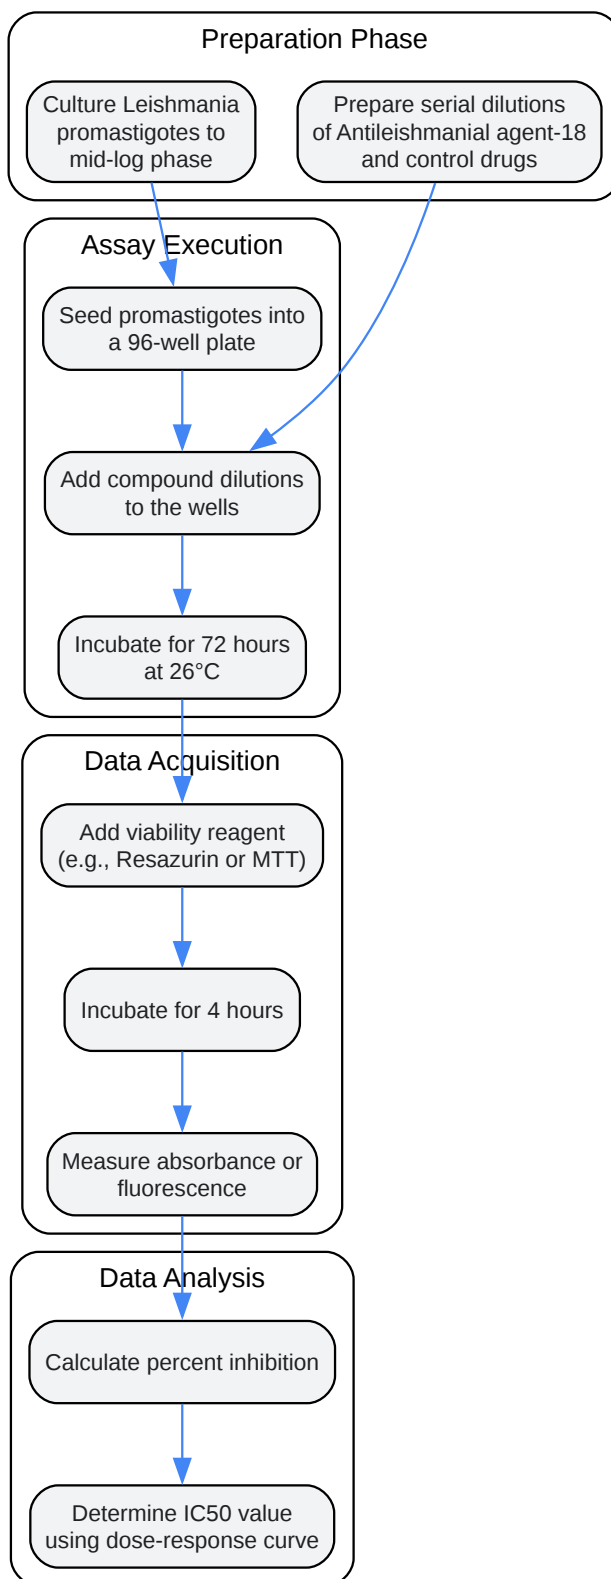 Preparation Phase
Culture Leishmania
promastigotes to
mid-log phase
Prepare serial dilutions
of Antileishmanial agent-18
and control drugs
Assay Execution
Seed promastigotes into
a 96-well plate
Add compound dilutions
to the wells
Incubate for 72 hours
at 26°C
Data Acquisition
Add viability reagent
(e.g., Resazurin or MTT)
Incubate for 4 hours
Measure absorbance or
fluorescence
Data Analysis
Calculate percent inhibition
Determine IC50 value
using dose-response curve